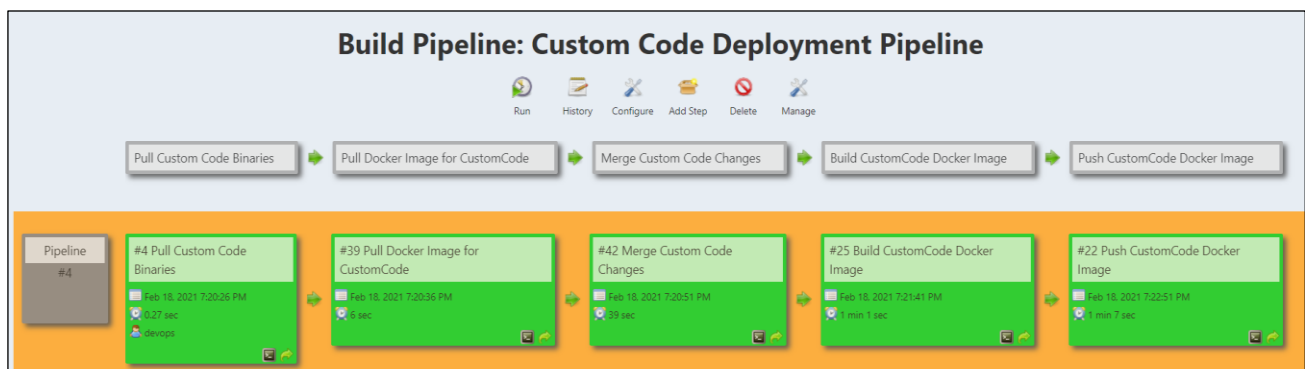 Build Pipeline: Custom Code Deployment Pipeline
Run History Configure Add Step Delete Manage
Pull Custom Code Binaries
Pull Docker Image for CustomCode
Merge Custom Code Changes
Build CustomCode Docker Image
Push CustomCode Docker Image
Pipeline
#4
#4 Pull Custom Code
Binaries
Feb 18, 2021 7:20:26 PM
0.27 sec
devops
#39 Pull Docker Image for
CustomCode
Feb 18, 2021 7:20:36 PM
6 sec
#42 Merge Custom Code
Changes
Feb 18, 2021 7:20:51 PM
39 sec
#25 Build CustomCode Docker
Image
Feb 18, 2021 7:21:41 PM
1 min 1 sec
#22 Push CustomCode Docker
Image
Feb 18, 2021 7:22:51 PM
1 min 7 sec